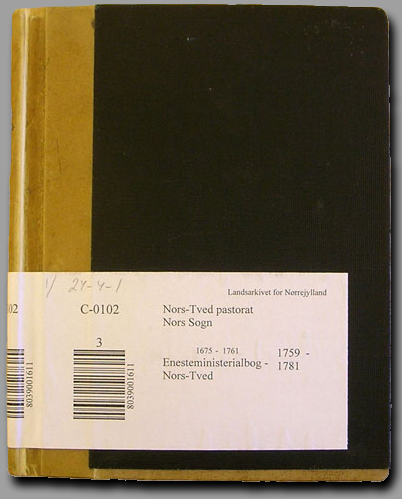 1/ 24-4-1
Landsarkivet for Nørrejylland
02
C-0102
Nors-Tved pastorat
Nors Sogn
3
1675 - 1761
Enesteministerialbog -
Nors-Tved
1759 -
1781
8039001611
8039001611